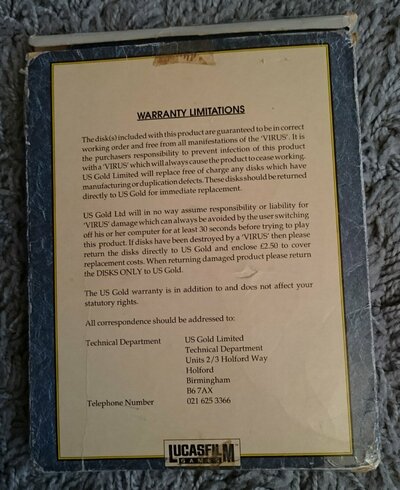 WARRANTY LIMITATIONS
The disk(s) included with this product are guaranteed to be in correct
working order and free from all manifestations of the 'VIRUS'. It is
the purchasers responsibility to prevent infection of this product
with a 'VIRUS' which will always cause the product to cease working.
US Gold Limited will replace free of charge any disks which have
manufacturing or duplication defects. These disks should be returned
directly to US Gold for immediate replacement.
US Gold Ltd will in no way assume responsibility or liability for
'VIRUS' damage which can always be avoided by the user switching
off his or her computer for at least 30 seconds before trying to play
this product. If disks have been destroyed by a 'VIRUS' then please
return the disks directly to US Gold and enclose £2.50 to cover
replacement costs. When returning damaged product please return
the DISKS ONLY to US Gold.
The US Gold warranty is in addition to and does not affect your
statutory rights.
All correspondence should be addressed to:
Technical Department US Gold Limited
Technical Department
Units 2/3 Holford Way
Holford
Birmingham
B6 7AX
Telephone Number 021 625 3366
LUCASFILM
GAMES